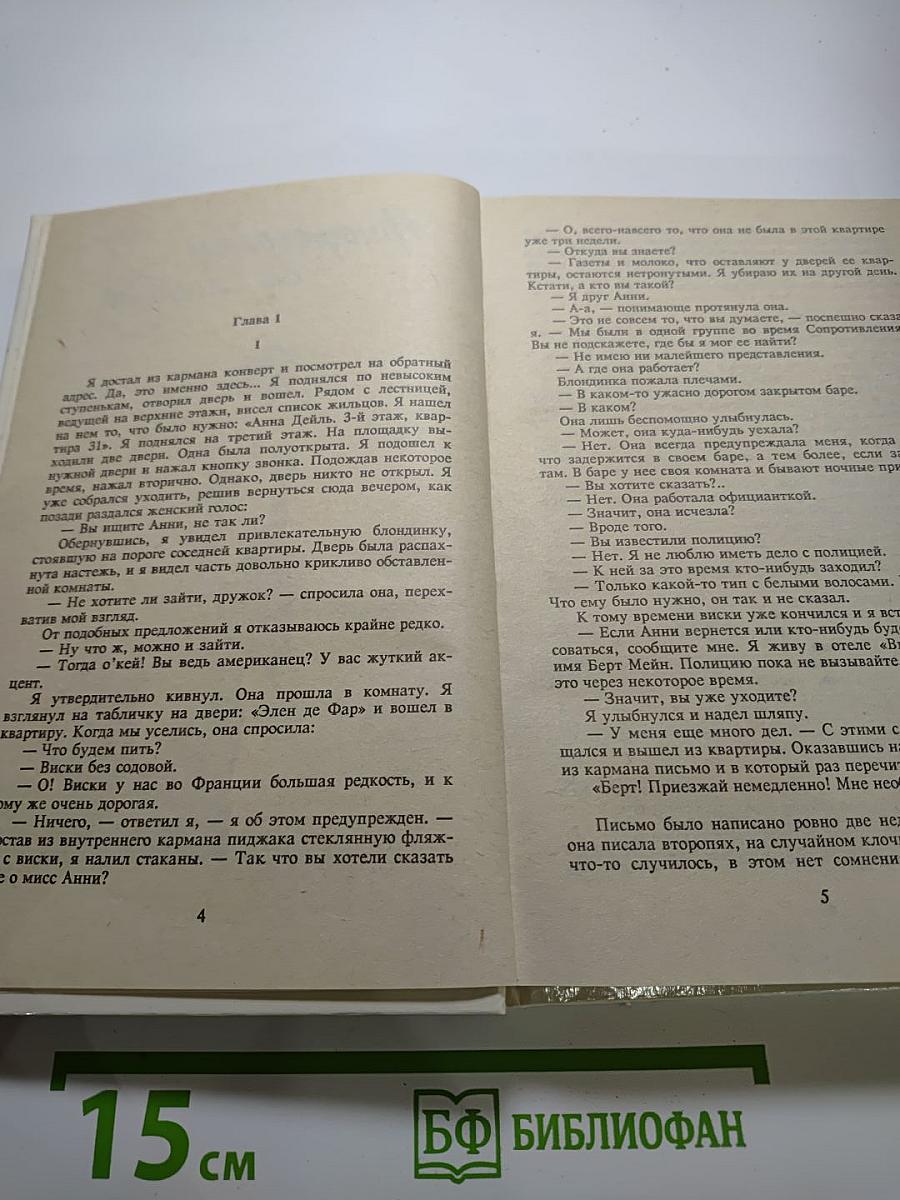 Глава I
1
Я достал из кармана конверт и посмотрел на обратный
адрес. Да, это именно здесь... Я поднялся по невысоким
ступенькам, отворил дверь и вошел. Рядом с лестницей,
ведущей на верхние этажи, висел список жильцов. Я нашел
на нем то, что было нужно: «Анна Дейль. 3-й этаж, квар-
тира 31». Я поднялся на третий этаж. На площадку вы-
ходили две двери. Одна была полуоткрыта. Я подошел к
нужной двери и нажал кнопку звонка. Подождав некоторое
время, нажал вторично. Однако, дверь никто не открыл. Я
уже собрался уходить, решив вернуться сюда вечером, как
позади раздался женский голос:
— Вы ищите Анни, не так ли?
Обернувшись, я увидел привлекательную блондинку,
стоявшую на пороге соседней квартиры. Дверь была распах-
нута настежь, и я видел часть довольно крикливо обставлен-
ной комнаты.
— Не хотите ли зайти, дружок? — спросила она, перех-
ватив мой взгляд.
От подобных предложений я отказываюсь крайне редко.
— Ну что ж, можно и зайти.
— Тогда о'кей! Вы ведь американец? У вас жуткий ак-
цент.
Я утвердительно кивнул. Она прошла в комнату. Я
взглянул на табличку на двери: «Элен де Фар» и вошел в
квартиру. Когда мы уселись, она спросила:
— Что будем пить?
— Виски без содовой.
— О! Виски у нас во Франции большая редкость, и к
ому же очень дорогая.
— Ничего, — ответил я, — я об этом предупрежден. —
остав из внутреннего кармана пиджака стеклянную фляж-
с виски, я налил стаканы. — Так что вы хотели сказать
е о мисс Анни?
4
— О, всего-навсего то, что она не была в этой квартире
уже три недели.
— Откуда вы знаете?
— Газеты и молоко, что оставляют у дверей ее квар-
тиры, остаются нетронутыми. Я убираю их на другой день.
Кстати, а кто вы такой?
— Я друг Анни.
— А-а, — понимающе протянула она.
— Это не совсем то, что вы думаете, — поспешно сказа
я. — Мы были в одной группе во время Сопротивления
Вы не подскажете, где бы я мог ее найти?
— Не имею ни малейшего представления.
— А где она работает?
Блондинка пожала плечами.
— В каком-то ужасно дорогом закрытом баре.
— В каком?
Она лишь беспомощно улыбнулась.
— Может, она куда-нибудь уехала?
— Нет. Она всегда предупреждала меня, когда
что задержится в своем баре, а тем более, если за
там. В баре у нее своя комната и бывают ночные при
— Вы хотите сказать?..
— Нет. Она работала официанткой.
— Значит, она исчезла?
— Вроде того.
— Вы известили полицию?
— Нет. Я не люблю иметь дело с полицией.
— К ней за это время кто-нибудь заходил?
— Только какой-то тип с белыми волосами.
Что ему было нужно, он так и не сказал.
К тому времени виски уже кончился и я вст
— Если Анни вернется или кто-нибудь буд
соваться, сообщите мне. Я живу в отеле «Ви
имя Берт Мейн. Полицию пока не вызывайте.
это через некоторое время.
— Значит, вы уже уходите?
Я улыбнулся и надел шляпу.
— У меня еще много дел. — С этими с
щался и вышел из квартиры. Оказавшись на
из кармана письмо и в который раз перечит
«Берт! Приезжай немедленно! Мне необ
Письмо было написано ровно две нед
она писала второпях, на случайном клоч
что-то случилось, в этом нет сомнени
5
15 см
БФ БИБЛИОФАН